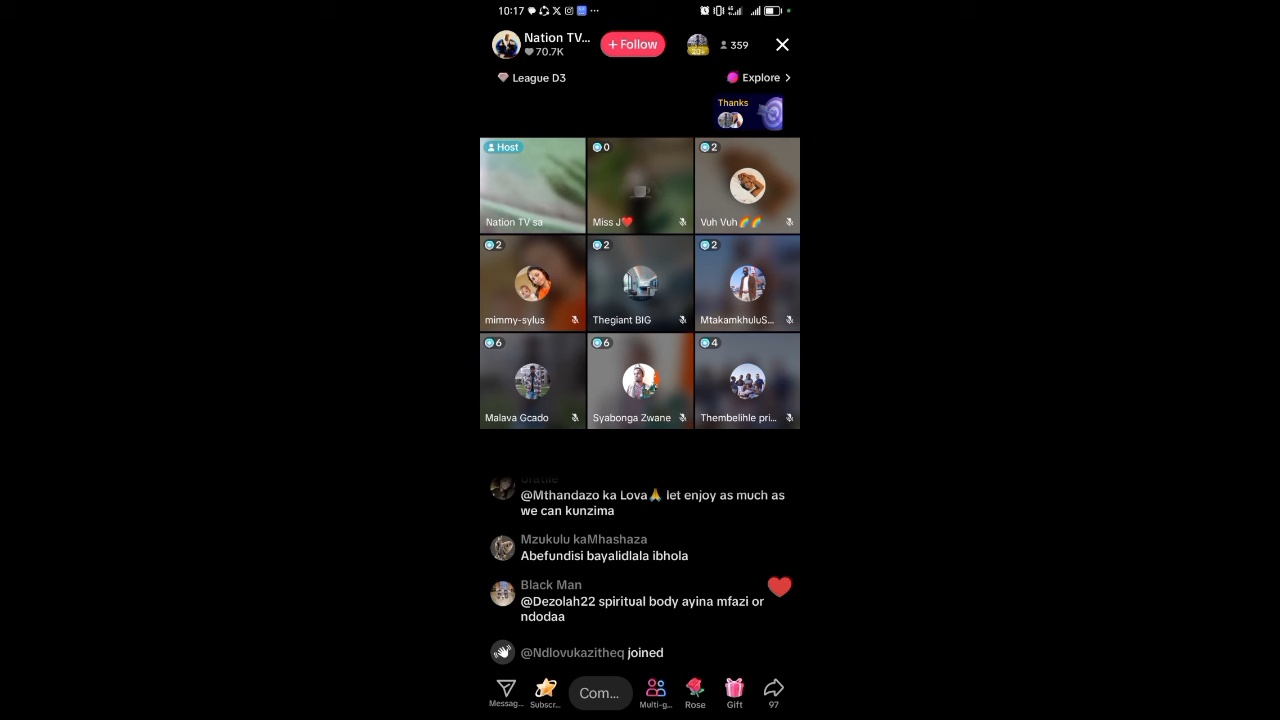 10:17
Nation TV...
70.7K
+ Follow
20+
359
League D3
Explore
Thanks
Host
Nation TV sa
0
Miss J❤️
2
Vuh Vuh🌈🌈
2
mimmy-sylus
2
Thegiant BIG
2
MtakamkhuluS...
6
Malava Gcado
6
Syabonga Zwane
4
Thembelihle pri...
@Mthandazo ka Lova🙏 let enjoy as much as
we can kunzima
Mzukulu kaMhashaza
Abefundisi bayalidlala ibhola
Black Man
@Dezolah22 spiritual body ayina mfazi or
ndodaa
@Ndlovukazitheq joined
Messag...
Subscr...
Com...
Multi-g...
Rose
Gift
97